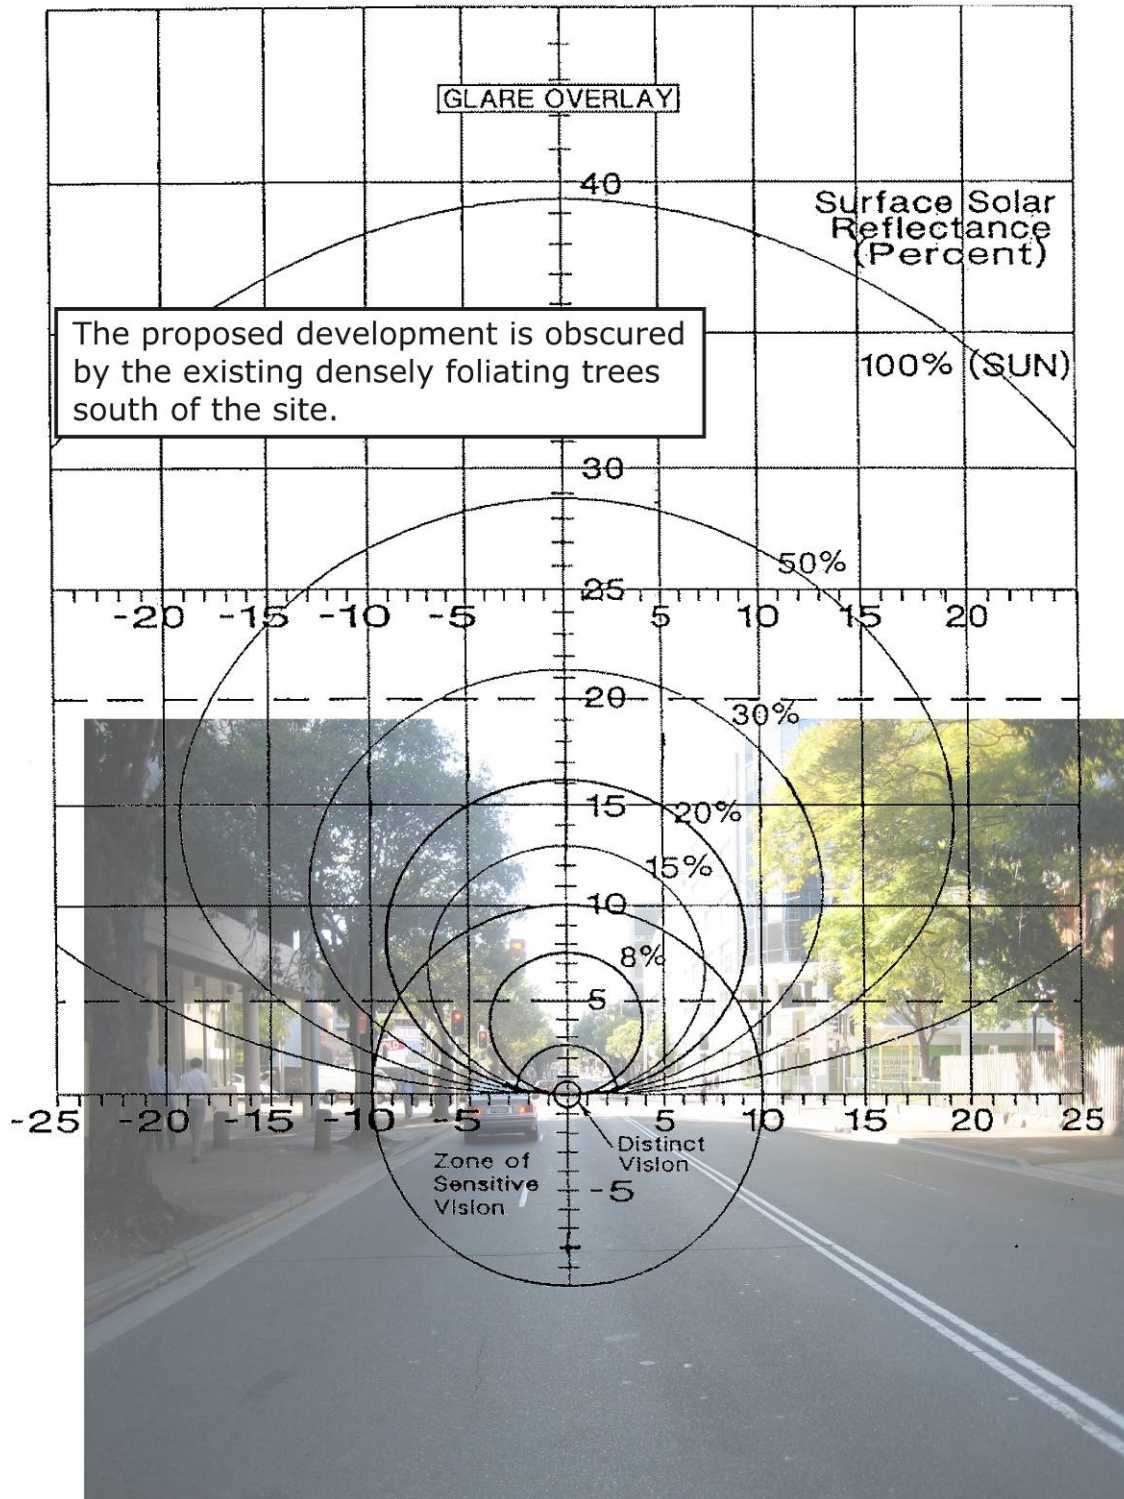 GLARE OVERLAY
40
Surface Solar
Reflectance
(Percent)
The proposed development is obscured
by the existing densely foliating trees
south of the site.
100% (SUN)
30
50%
25
-20 -15 -10 -5 5 10 15 20
20
30%
15
20%
15%
10
8%
5
-25 -20 -15 -10 -5 5 10 15 20 25
Distinct
Vision
Zone of
Sensitive
Vision
-5